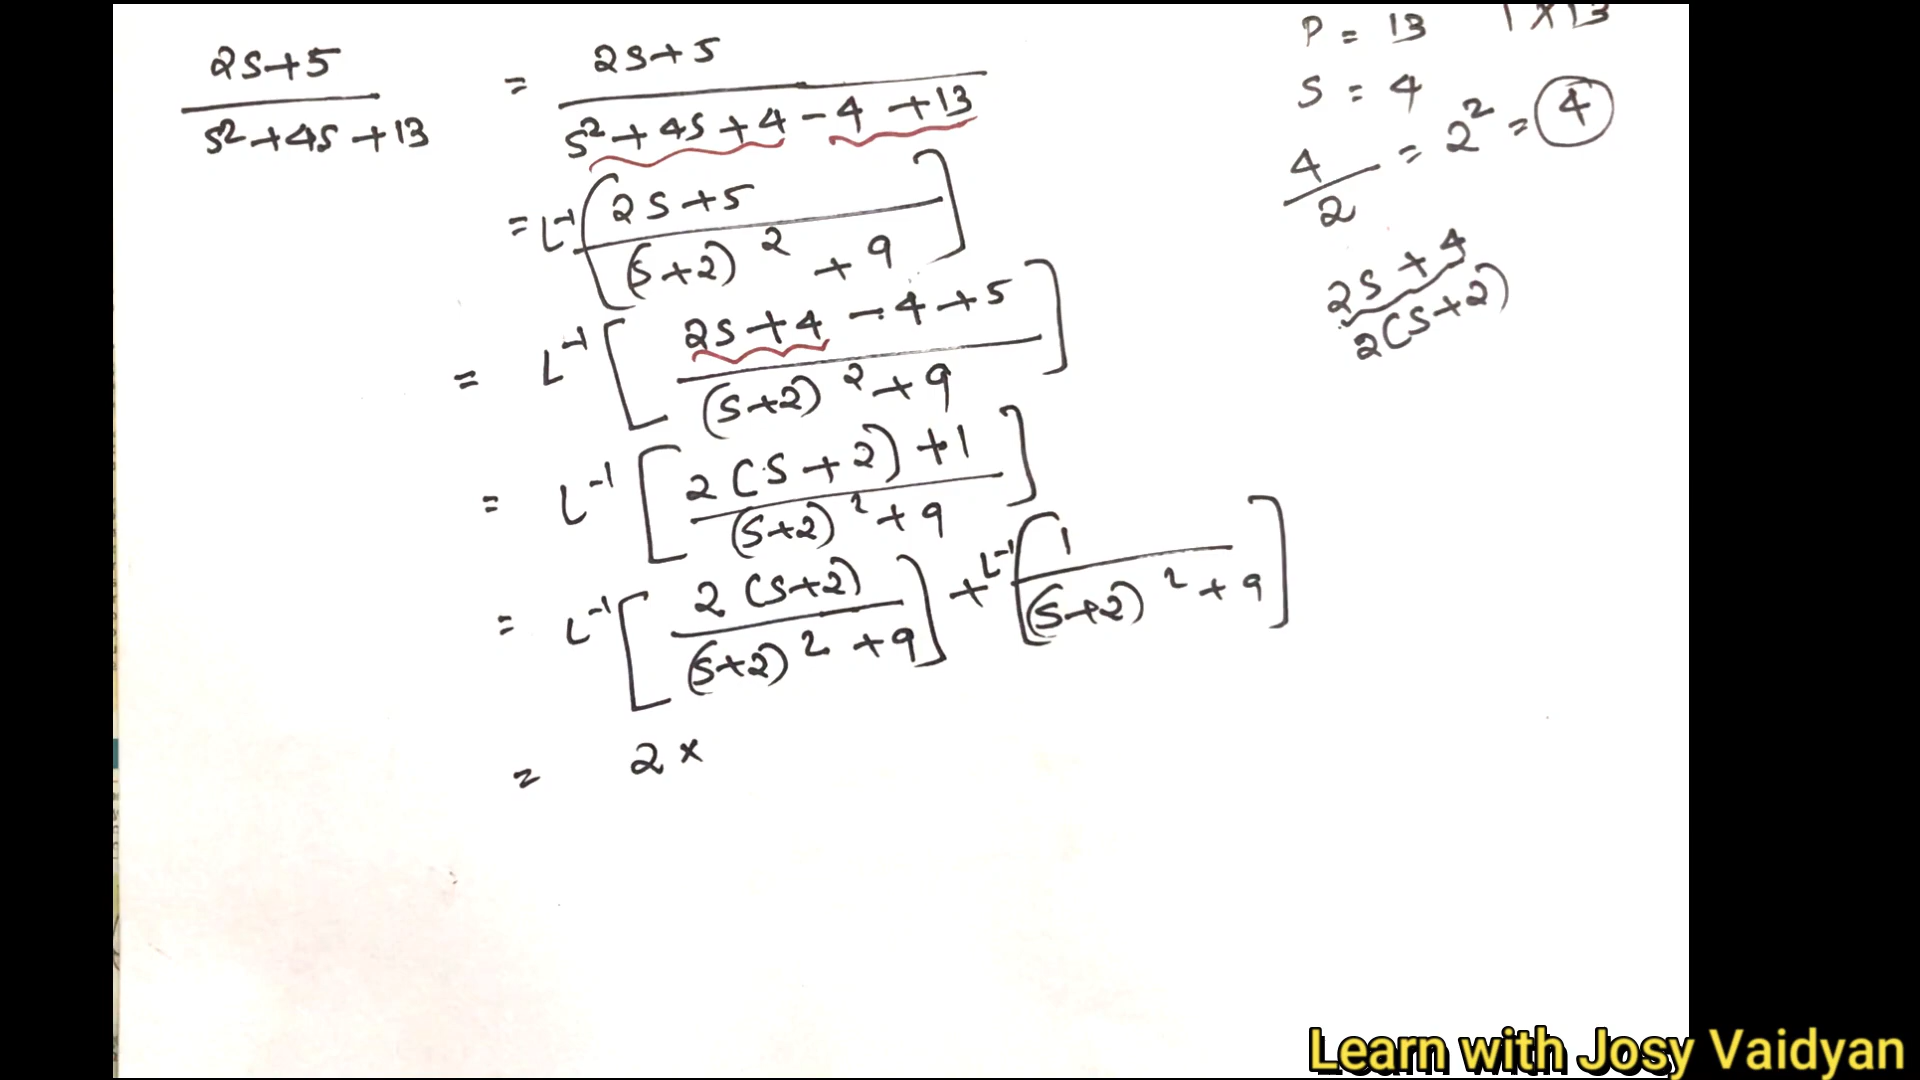 P = 13 1 x 13
(2s+5)/(s²+4s+13) = (2s+5)/(s²+4s+4-4+13)
S = 4
4/2 = 2² = 4
= L⁻¹[(2s+5)/((s+2)²+9)]
2s+4
2(s+2)
= L⁻¹[(2s+4-4+5)/((s+2)²+9)]
= L⁻¹[(2(s+2)+1)/((s+2)²+9)]
= L⁻¹[2(s+2)/((s+2)²+9)] + L⁻¹[1/((s+2)²+9)]
= 2 x
Learn with Josy Vaidyan